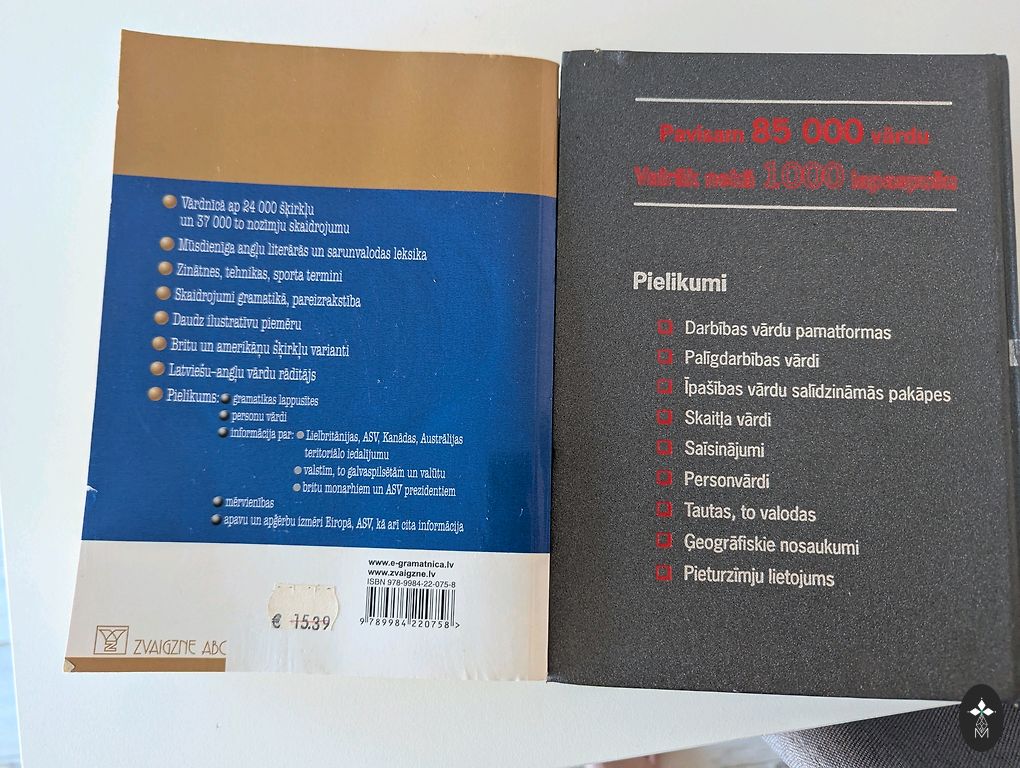 Vārdnīcā ap 24 000 šķirkļu
un 37 000 to nozīmju skaidrojumu
Mūsdienīga angļu literārās un sarunvalodas leksika
Zinātnes, tehnikas, sporta termini
Skaidrojumi gramatikā, pareizrakstība
Daudz ilustratīvu piemēru
Britu un amerikāņu šķirkļu varianti
Latviešu–angļu vārdu rādītājs
Pielikums: gramatikas lappusītes
personu vārdi
informācija par: Lielbritānijas, ASV, Kanādas, Austrālijas
teritoriālo iedalījumu
valstīm, to galvaspilsētām un valūtu
britu monarhiem un ASV prezidentiem
mērvienības
apavu un apģērbu izmēri Eiropā, ASV, kā arī cita informācija
www.e-gramatnica.lv
www.zvaigzne.lv
ISBN 978-9984-22-075-8
€ 15.39
9 789984 220758 >
ZVAIGZNE ABC
Pavisam 85 000 vārdu
Vairāk nekā 1000 lappuspušu
Pielikumi
Darbības vārdu pamatformas
Palīgdarbības vārdi
Īpašības vārdu salīdzināmās pakāpes
Skaitļa vārdi
Saīsinājumi
Personvārdi
Tautas, to valodas
Ģeogrāfiskie nosaukumi
Pieturzīmju lietojums
M